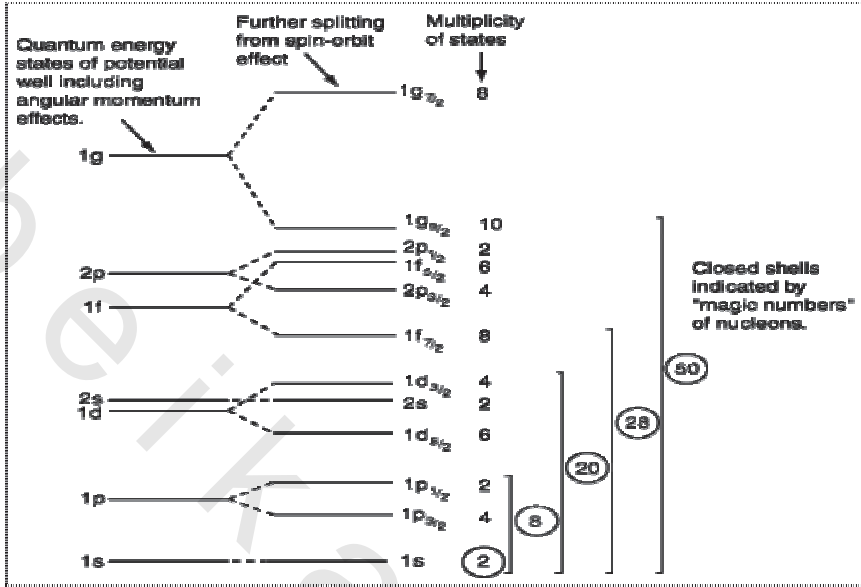 Quantum energy
states of potential
well including
angular momentum
effects.
Further splitting
from spin-orbit
effect
Multiplicity
of states
1g
1g7/2 8
1g9/2 10
2p1/2 2
2p
1f5/2 6
2p3/2 4
1f
1f7/2 8
1d3/2 4
2s
2s 2
1d
1d5/2 6
1p1/2 2
1p
1p3/2 4
1s
1s 2
8
20
28
50
Closed shells
indicated by
"magic numbers"
of nucleons.